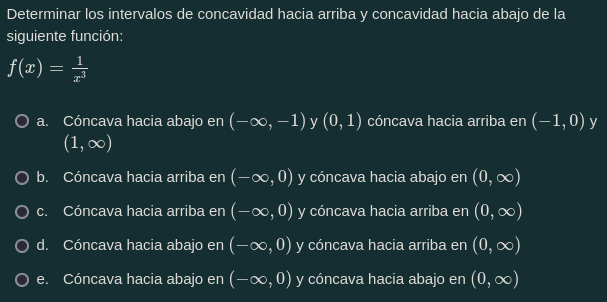 Determinar los intervalos de concavidad hacia arriba y concavidad hacia abajo de la
siguiente función:
f(x) = 1/x³
a. Cóncava hacia abajo en (−∞, −1) y (0, 1) cóncava hacia arriba en (−1, 0) y
(1, ∞)
b. Cóncava hacia arriba en (−∞, 0) y cóncava hacia abajo en (0, ∞)
c. Cóncava hacia arriba en (−∞, 0) y cóncava hacia arriba en (0, ∞)
d. Cóncava hacia abajo en (−∞, 0) y cóncava hacia arriba en (0, ∞)
e. Cóncava hacia abajo en (−∞, 0) y cóncava hacia abajo en (0, ∞)